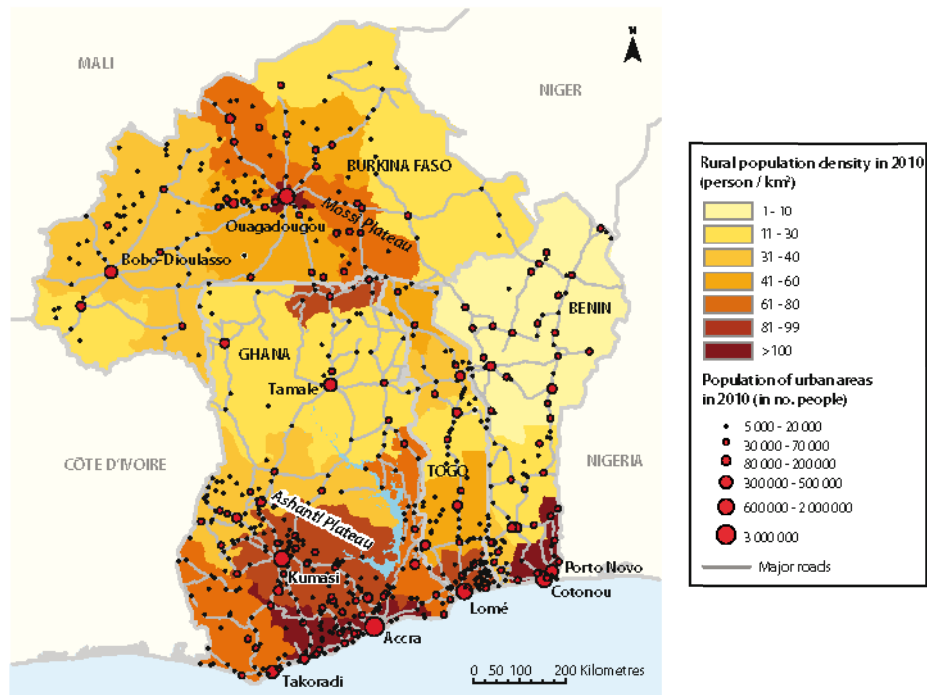 MALI
N
NIGER
BURKINA FASO
Ouagadougou
Mossi Plateau
Bobo-Dioulasso
BENIN
GHANA
Tamale
CÔTE D'IVOIRE
TOGO
NIGERIA
Ashanti Plateau
Kumasi
Porto Novo
Cotonou
Lomé
Accra
Takoradi
0 50 100 200 Kilometres
Rural population density in 2010
(person / km²)
1 - 10
11 - 30
31 - 40
41 - 60
61 - 80
81 - 99
>100
Population of urban areas
in 2010 (in no. people)
5 000 - 20 000
30 000 - 70 000
80 000 - 200 000
300 000 - 500 000
600 000 - 2 000 000
3 000 000
Major roads